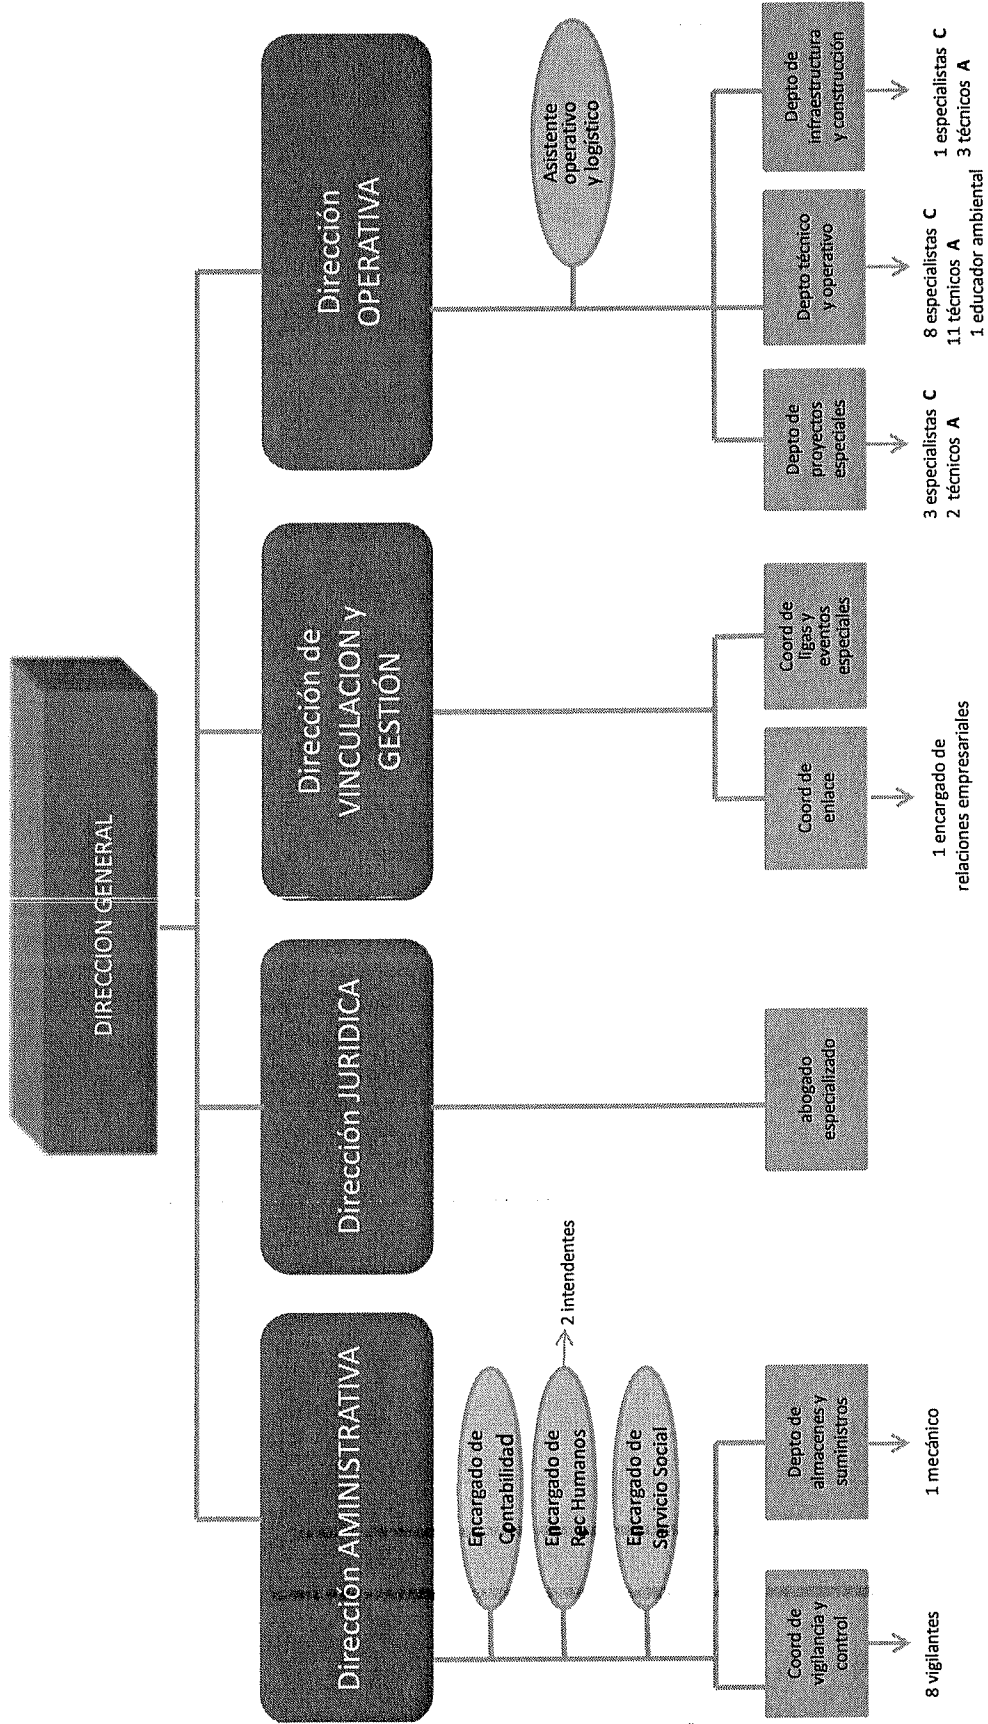 DIRECCION GENERAL
Dirección AMINISTRATIVA
Encargado de
Contabilidad
Encargado de
Rec Humanos
2 intendentes
Encargado de
Servicio Social
Coord de
vigilancia y
control
8 vigilantes
Depto de
almacenes y
suministros
1 mecánico
Dirección JURIDICA
abogado
especializado
Dirección de
VINCULACION y
GESTIÓN
Coord de
enlace
1 encargado de
relaciones empresariales
Coord de
ligas y
eventos
especiales
Dirección
OPERATIVA
Asistente
operativo
y logístico
Depto de
proyectos
especiales
3 especialistas C
2 técnicos A
Depto técnico
y operativo
8 especialistas C
11 técnicos A
1 educador ambiental
Depto de
infraestructura
y construcción
1 especialistas C
3 técnicos A